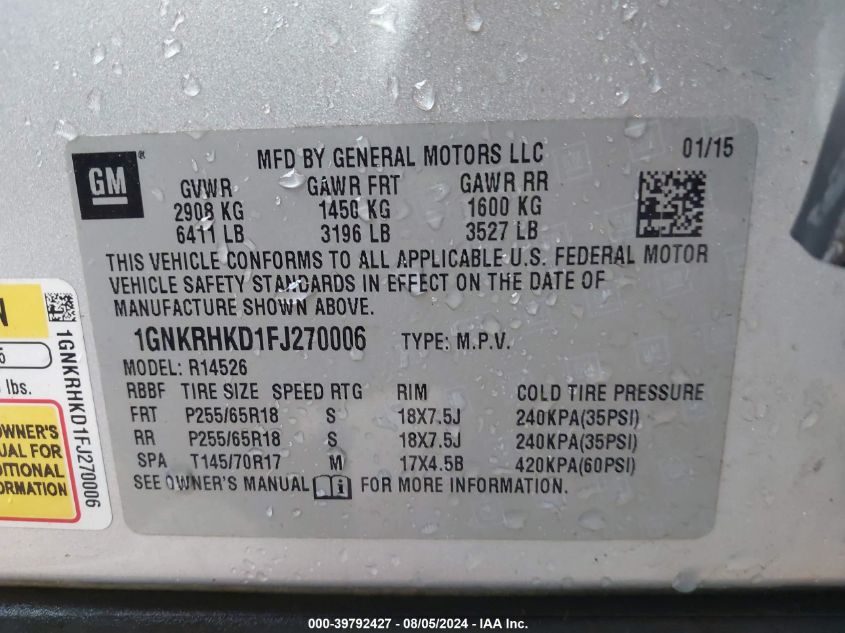 GM
MFD BY GENERAL MOTORS LLC
01/15
GVWR GAWR FRT GAWR RR
2908 KG 1450 KG 1600 KG
6411 LB 3196 LB 3527 LB
THIS VEHICLE CONFORMS TO ALL APPLICABLE U.S. FEDERAL MOTOR
VEHICLE SAFETY STANDARDS IN EFFECT ON THE DATE OF
MANUFACTURE SHOWN ABOVE.
1GNKRHKD1FJ270006 TYPE: M.P.V.
MODEL: R14526
RBBF TIRE SIZE SPEED RTG RIM COLD TIRE PRESSURE
FRT P255/65R18 S 18X7.5J 240KPA(35PSI)
RR P255/65R18 S 18X7.5J 240KPA(35PSI)
SPA T145/70R17 M 17X4.5B 420KPA(60PSI)
SEE OWNER'S MANUAL FOR MORE INFORMATION.
1GNKRHKD1FJ270006
lbs.
OWNER'S
FOR
000-39792427 - 08/05/2024 - IAA Inc.